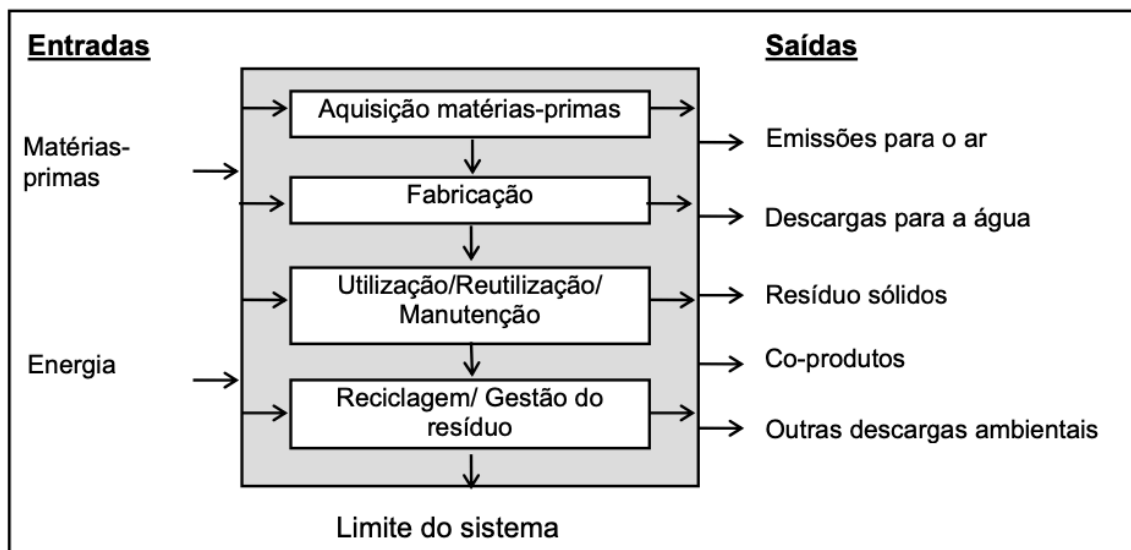 Entradas
Saídas
Aquisição matérias-primas
Matérias-
primas
Emissões para o ar
Fabricação
Descargas para a água
Utilização/Reutilização/
Manutenção
Resíduo sólidos
Energia
Co-produtos
Reciclagem/ Gestão do
resíduo
Outras descargas ambientais
Limite do sistema